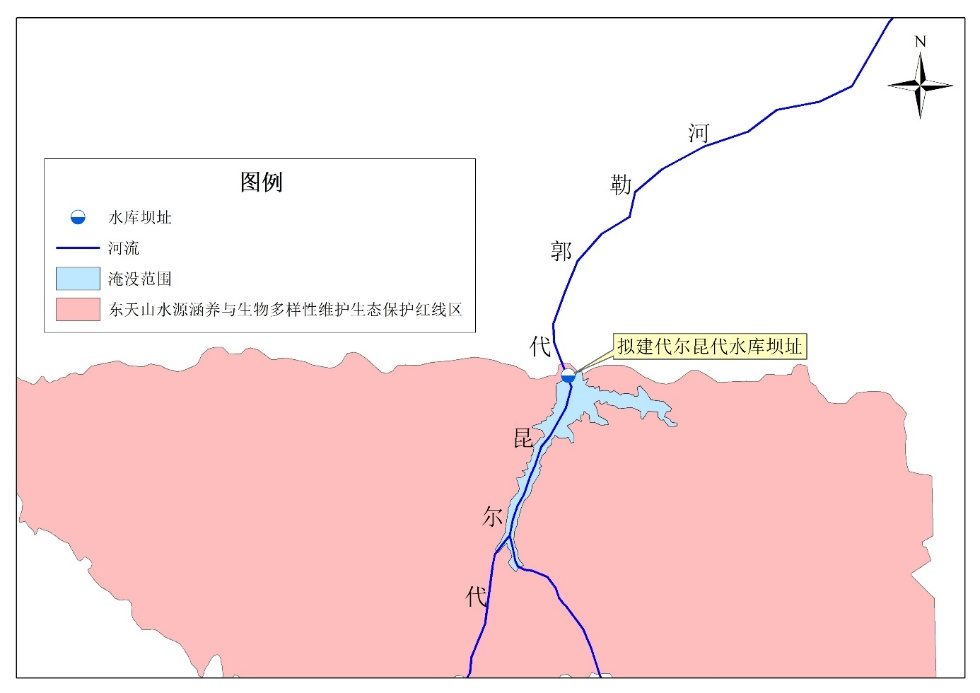 N
图例
水库坝址
河流
淹没范围
东天山水源涵养与生物多样性维护生态保护红线区
拟建代尔昆代水库坝址
代
尔
昆
代
郭
勒
河